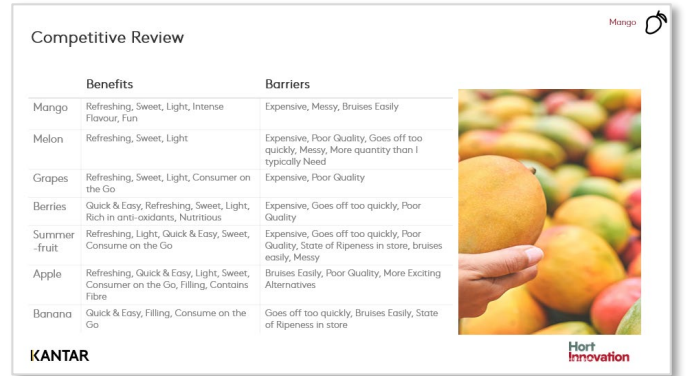 Mango
Competitive Review
Benefits Barriers
Mango Refreshing, Sweet, Light, Intense Expensive, Messy, Bruises Easily
Flavour, Fun
Melon Refreshing, Sweet, Light Expensive, Poor Quality, Goes off too
quickly, Messy, More quantity than I
typically Need
Grapes Refreshing, Sweet, Light, Consumer on Expensive, Poor Quality
the Go
Berries Quick & Easy, Refreshing, Sweet, Light, Expensive, Goes off too quickly, Poor
Rich in anti-oxidants, Nutritious Quality
Summer Refreshing, Light, Quick & Easy, Sweet, Expensive, Goes off too quickly, Poor
-fruit Consume on the Go Quality, State of Ripeness in store, bruises
easily, Messy
Apple Refreshing, Quick & Easy, Light, Sweet, Bruises Easily, Poor Quality, More Exciting
Consumer on the Go, Filling, Contains Alternatives
Fibre
Banana Quick & Easy, Filling, Consume on the Goes off too quickly, Bruises Easily, State
Go of Ripeness in store
KANTAR
Hort
Innovation